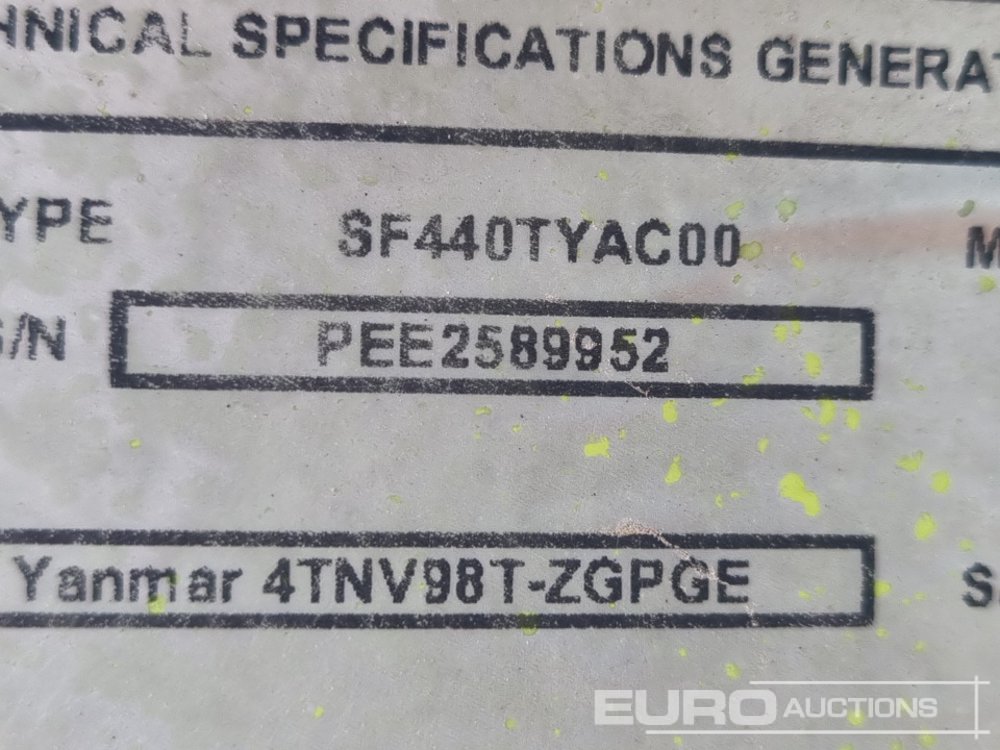 HNICAL SPECIFICATIONS GENERAT
YPE SF440TYAC00 M
S/N PEE2589952
Yanmar 4TNV98T-ZGPGE S
EURO AUCTIONS